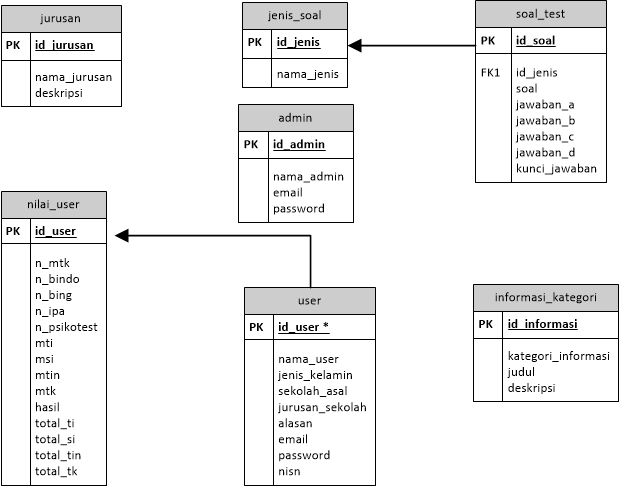 jurusan
PK id_jurusan
nama_jurusan
deskripsi
jenis_soal
PK id_jenis
nama_jenis
soal_test
PK id_soal
FK1 id_jenis
soal
jawaban_a
jawaban_b
jawaban_c
jawaban_d
kunci_jawaban
admin
PK id_admin
nama_admin
email
password
nilai_user
PK id_user
n_mtk
n_bindo
n_bing
n_ipa
n_psikotest
mti
msi
mtin
mtk
hasil
total_ti
total_si
total_tin
total_tk
user
PK id_user *
nama_user
jenis_kelamin
sekolah_asal
jurusan_sekolah
alasan
email
password
nisn
informasi_kategori
PK id_informasi
kategori_informasi
judul
deskripsi